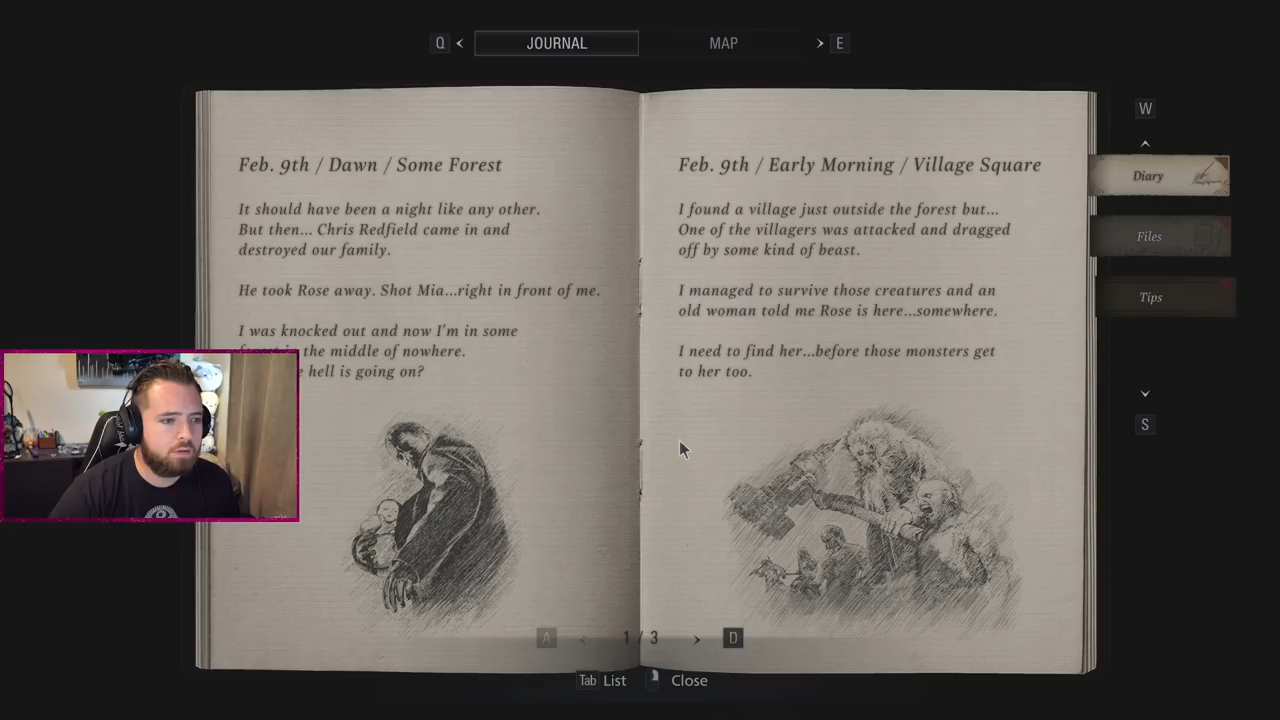 Q JOURNAL MAP E
Feb. 9th / Dawn / Some Forest
It should have been a night like any other.
But then... Chris Redfield came in and
destroyed our family.
He took Rose away. Shot Mia...right in front of me.
I was knocked out and now I'm in some
the middle of nowhere.
hell is going on?
Feb. 9th / Early Morning / Village Square
I found a village just outside the forest but...
One of the villagers was attacked and dragged
off by some kind of beast.
I managed to survive those creatures and an
old woman told me Rose is here...somewhere.
I need to find her...before those monsters get
to her too.
W
Diary
Files
Tips
S
A 1 / 3 D
Tab List Close